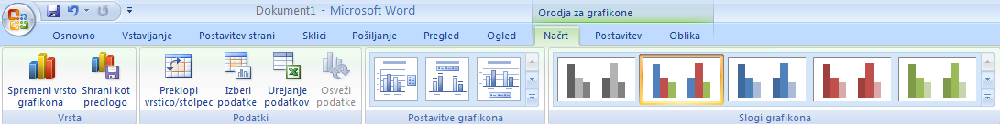 Dokument1 - Microsoft Word
Orodja za grafikone
Osnovno Vstavljanje Postavitev strani Sklici Pošiljanje Pregled Ogled Načrt Postavitev Oblika
Spremeni vrsto grafikona
Shrani kot predlogo
Vrsta
Preklopi vrstico/stolpec
Izberi podatke
Urejanje podatkov
Osveži podatke
Podatki
Postavitve grafikona
Slogi grafikona